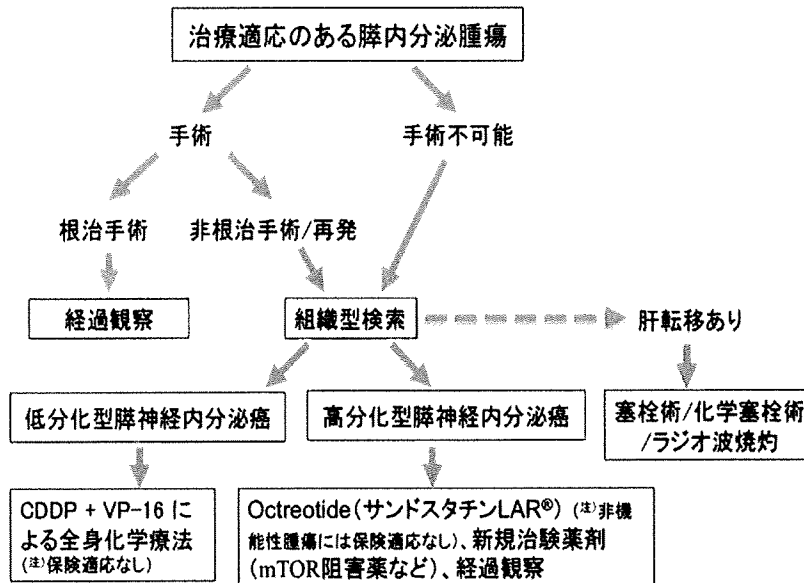 治療適応のある膵内分泌腫瘍
手術
手術不可能
根治手術
非根治手術/再発
経過観察
組織型検索
肝転移あり
低分化型膵神経内分泌癌
高分化型膵神経内分泌癌
塞栓術/化学塞栓術
/ラジオ波焼灼
CDDP + VP-16 に
よる全身化学療法
(注)保険適応なし)
Octreotide(サンドスタチンLAR®) (注)非機
能性腫瘍には保険適応なし)、新規治験薬剤
(mTOR阻害薬など)、経過観察